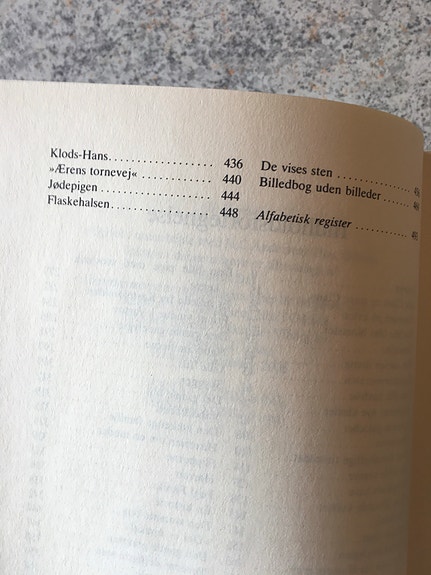 Klods-Hans.................. 436
»Ærens tornevej« ............ 440
Jødepigen .................. 444
Flaskehalsen ................ 448
De vises sten ............
Billedbog uden billeder ......
Alfabetisk register .........